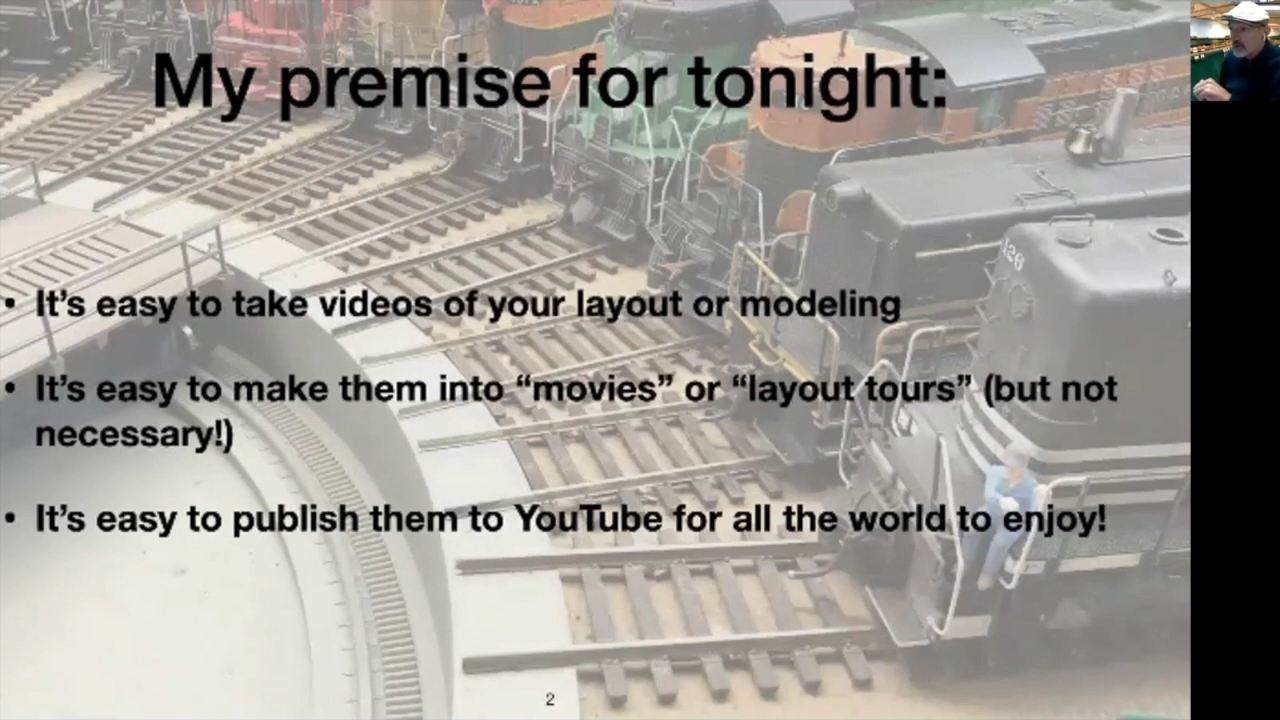 My premise for tonight:
126
• It’s easy to take videos of your layout or modeling
• It’s easy to make them into “movies” or “layout tours” (but not
necessary!)
• It’s easy to publish them to YouTube for all the world to enjoy!
2